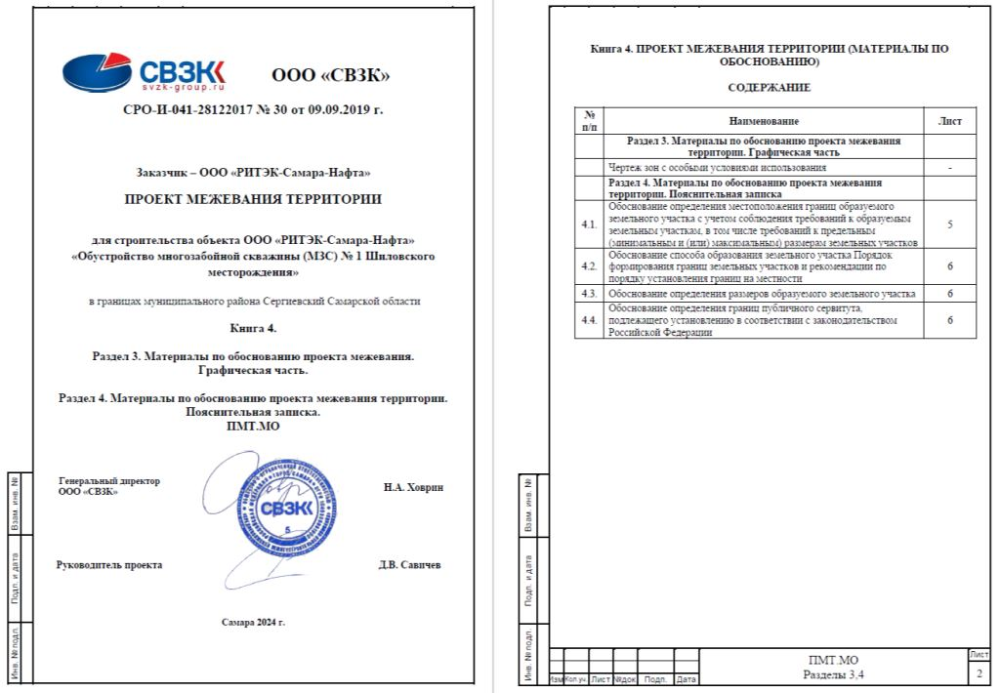 СВЗК
svzk-group.ru
ООО «СВЗК»
СРО-И-041-28122017 № 30 от 09.09.2019 г.
Заказчик – ООО «РИТЭК-Самара-Нафта»
ПРОЕКТ МЕЖЕВАНИЯ ТЕРРИТОРИИ
для строительства объекта ООО «РИТЭК-Самара-Нафта»
«Обустройство многозабойной скважины (МЗС) № 1 Шиловского
месторождения»
в границах муниципального района Сергиевский Самарской области
Книга 4.
Раздел 3. Материалы по обоснованию проекта межевания.
Графическая часть.
Раздел 4. Материалы по обоснованию проекта межевания территории.
Пояснительная записка.
ПМТ.МО
Генеральный директор
ООО «СВЗК»
Н.А. Ховрин
СВЗК
5
Руководитель проекта
Д.В. Савичев
Самара 2024 г.
Взам. инв. №
Подп. и дата
Инв. № подл.
Книга 4. ПРОЕКТ МЕЖЕВАНИЯ ТЕРРИТОРИИ (МАТЕРИАЛЫ ПО
ОБОСНОВАНИЮ)
СОДЕРЖАНИЕ
№
п/п
Наименование
Лист
Раздел 3. Материалы по обоснованию проекта межевания
территории. Графическая часть
Чертеж зон с особыми условиями использования
-
Раздел 4. Материалы по обоснованию проекта межевания
территории. Пояснительная записка
4.1.
Обоснование определения местоположения границ образуемого
земельного участка с учетом соблюдения требований к образуемым
земельным участкам, в том числе требований к предельным
(минимальным и (или) максимальным) размерам земельных участков
5
4.2.
Обоснование способа образования земельного участка Порядок
формирования границ земельных участков и рекомендации по
порядку установления границ на местности
6
4.3.
Обоснование определения размеров образуемого земельного участка
6
4.4.
Обоснование определения границ публичного сервитута,
подлежащего установлению в соответствии с законодательством
Российской Федерации
6
Взам. инв. №
Подп. и дата
Инв. № подл.
Изм Кол.уч. Лист №док Подп. Дата
ПМТ.МО
Разделы 3,4
Лист
2